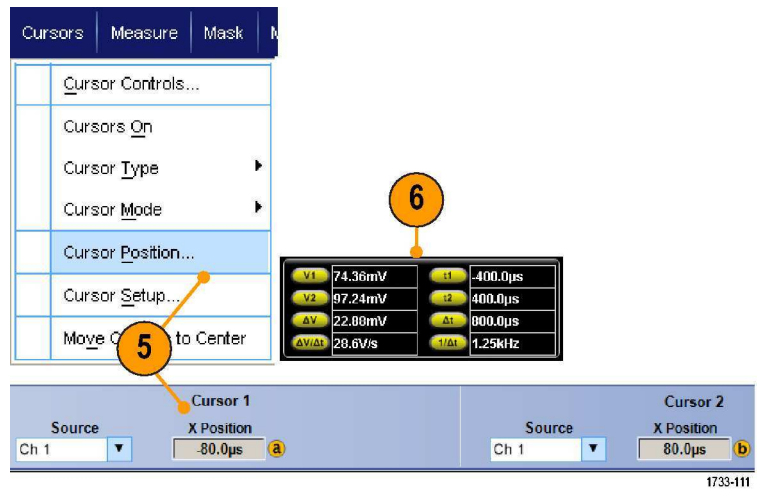 Cursors Measure Mask
Cursor Controls...
Cursors On
Cursor Type
Cursor Mode
Cursor Position...
Cursor Setup...
Move to Center
5
6
V1 74.36mV t1 -400.0µs
V2 97.24mV t2 400.0µs
ΔV 22.88mV Δt 800.0µs
ΔV/Δt 28.6V/s 1/Δt 1.25kHz
Cursor 1 Cursor 2
Source X Position Source X Position
Ch 1 -80.0µs a Ch 1 80.0µs b
1733-111